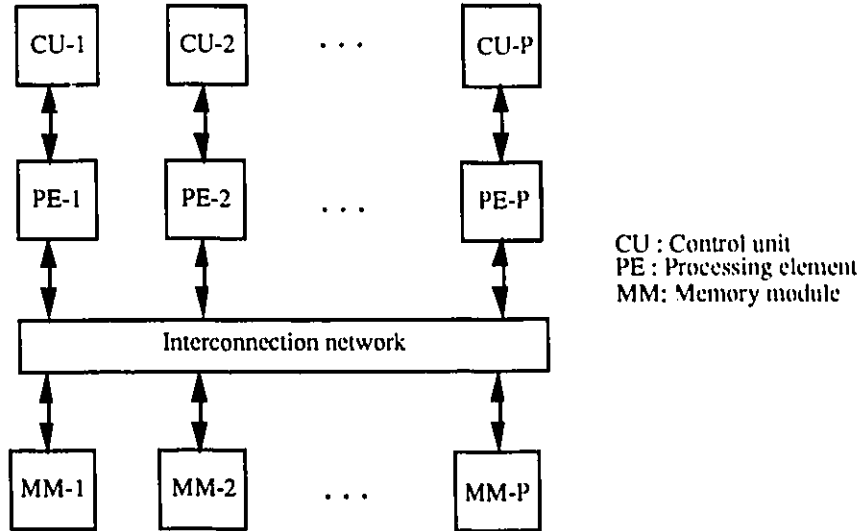 CU-1 CU-2 . . . CU-P
PE-1 PE-2 . . . PE-P
CU : Control unit
PE : Processing element
MM: Memory module
Interconnection network
MM-1 MM-2 . . . MM-P